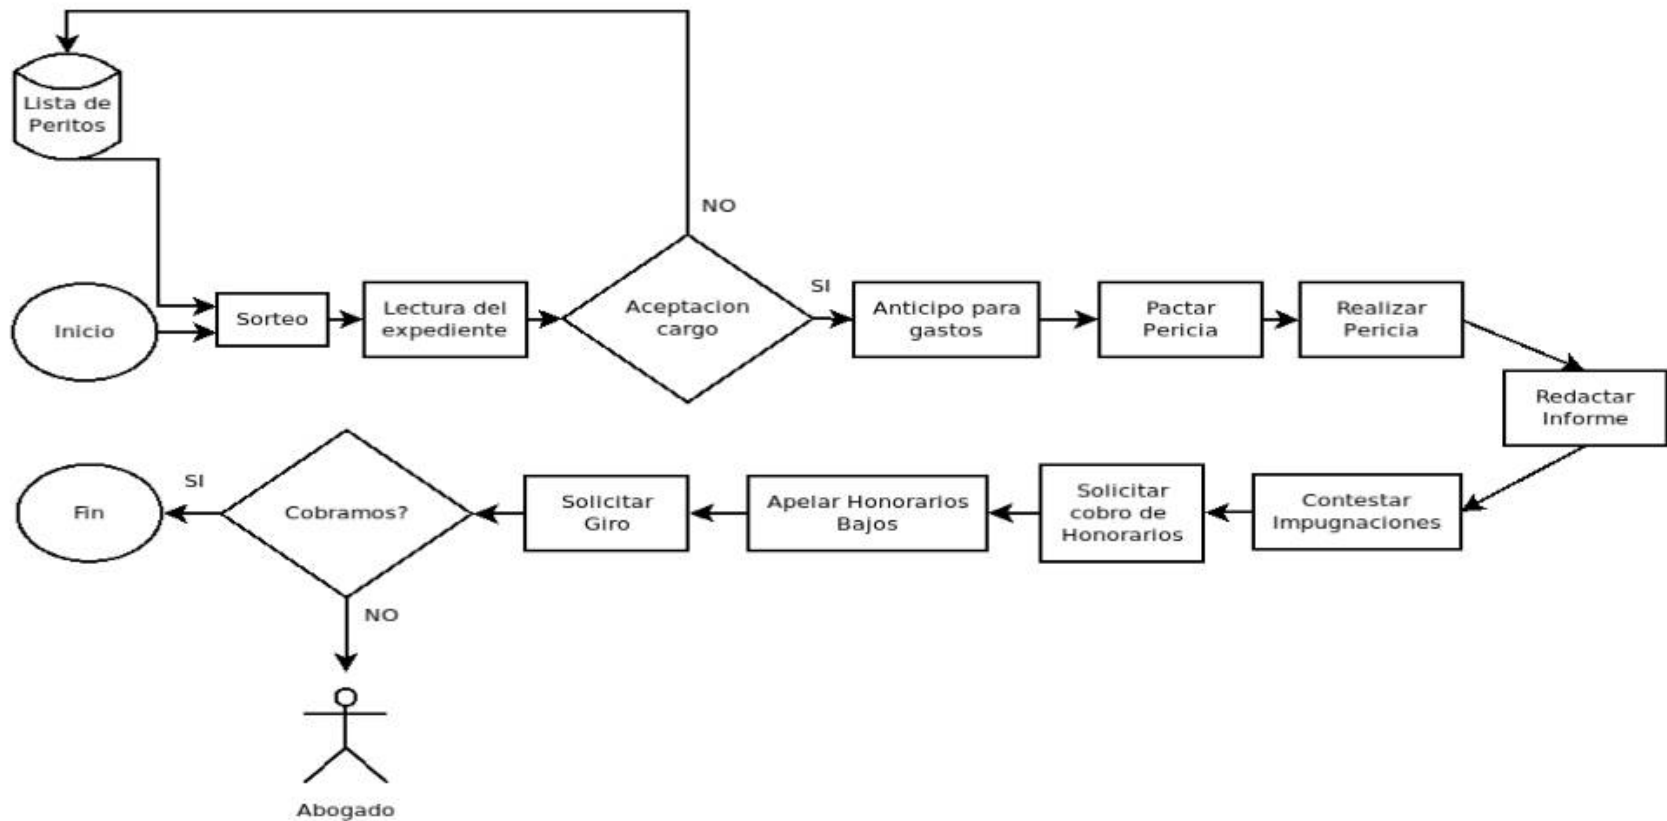 Lista de
Peritos
NO
Inicio
Sorteo
Lectura del
expediente
Aceptacion
cargo
SI
Anticipo para
gastos
Pactar
Pericia
Realizar
Pericia
Redactar
Informe
Contestar
Impugnaciones
Solicitar
cobro de
Honorarios
Apelar Honorarios
Bajos
Solicitar
Giro
Cobramos?
SI
Fin
NO
Abogado